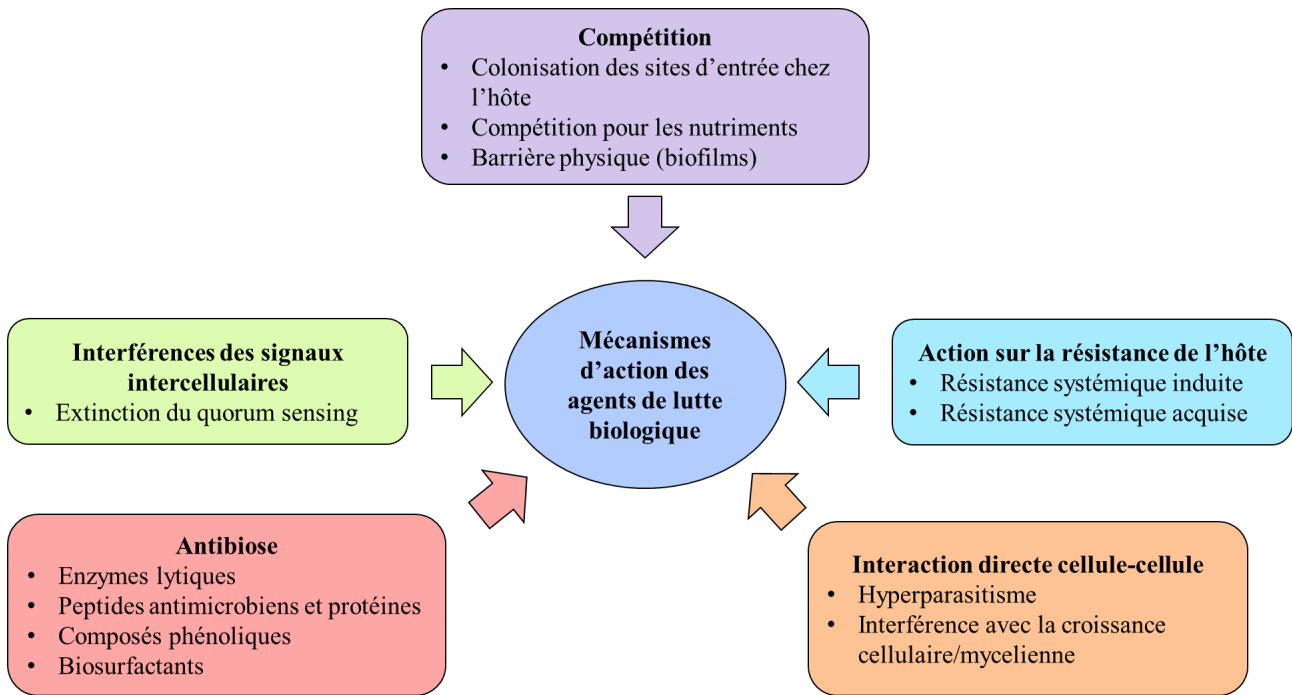 Compétition
• Colonisation des sites d'entrée chez
l'hôte
• Compétition pour les nutriments
• Barrière physique (biofilms)
Interférences des signaux
intercellulaires
• Extinction du quorum sensing
Mécanismes
d'action des
agents de lutte
biologique
Action sur la résistance de l'hôte
• Résistance systémique induite
• Résistance systémique acquise
Antibiose
• Enzymes lytiques
• Peptides antimicrobiens et protéines
• Composés phénoliques
• Biosurfactants
Interaction directe cellule-cellule
• Hyperparasitisme
• Interférence avec la croissance
cellulaire/mycelienne